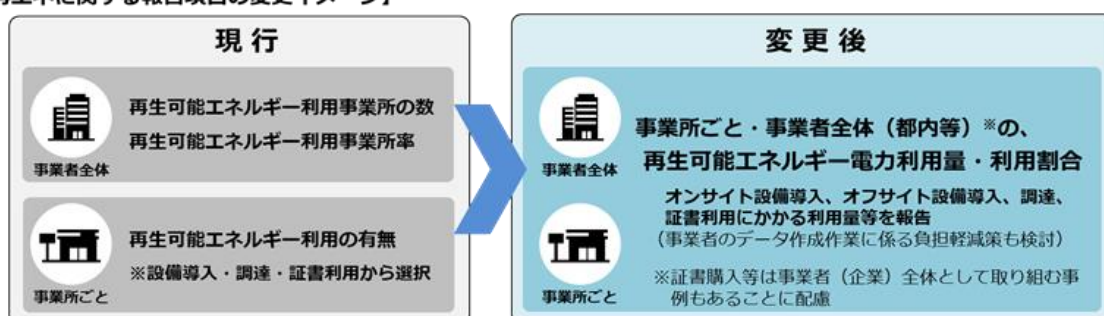 現行
再生可能エネルギー利用事業所の数
再生可能エネルギー利用事業所率
事業者全体
再生可能エネルギー利用の有無
※設備導入・調達・証書利用から選択
事業所ごと
変更後
事業者全体
事業所ごと・事業者全体(都内等)※の、
再生可能エネルギー電力利用量・利用割合
オンサイト設備導入、オフサイト設備導入、調達、
証書利用にかかる利用量等を報告
(事業者のデータ作成作業に係る負担軽減策も検討)
※証書購入等は事業者(企業)全体として取り組む事
例もあることに配慮
事業所ごと